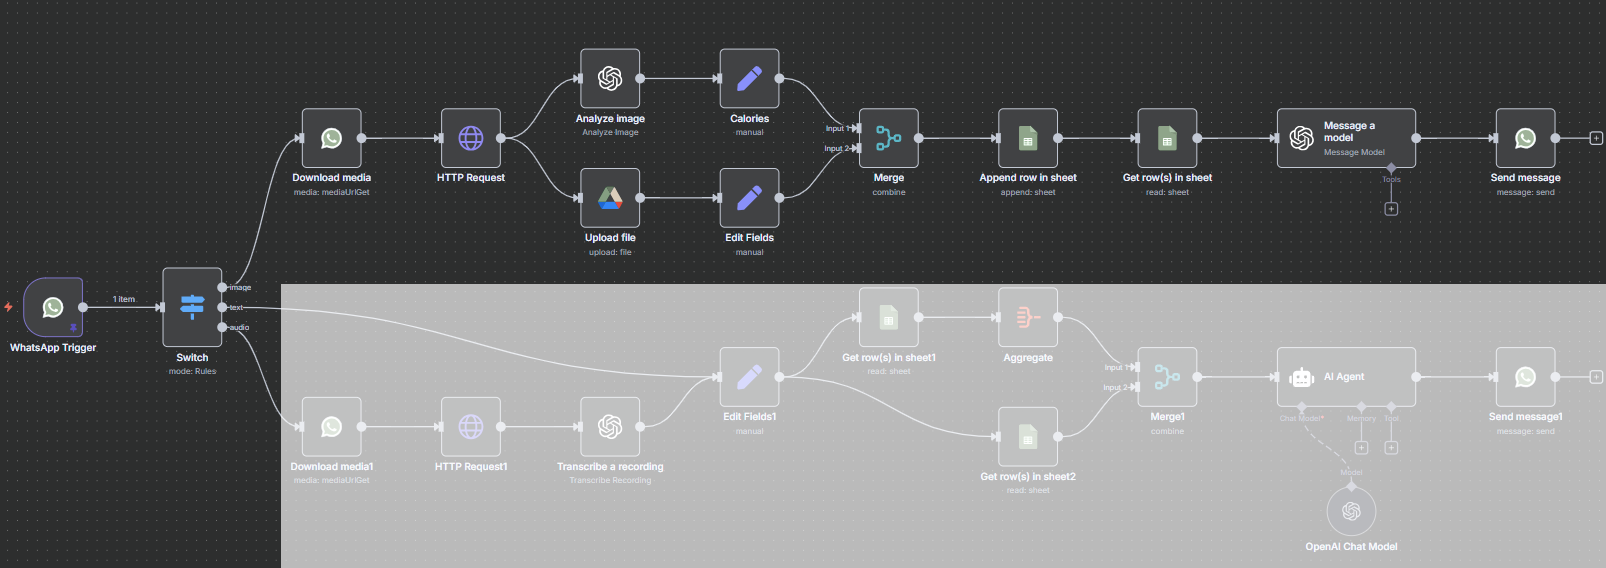 Analyze image
Analyze Image
Calories
manual
Download media
media: mediaUrlGet
HTTP Request
Input 1
Input 2
Merge
combine
Append row in sheet
append: sheet
Get row(s) in sheet
read: sheet
Message a
model
Message Model
Tools
Send message
message: send
Upload file
upload: file
Edit Fields
manual
WhatsApp Trigger
1 item
Switch
mode: Rules
image
text
audio
Get row(s) in sheet1
read: sheet
Aggregate
Edit Fields1
manual
Input 1
Input 2
Merge1
combine
AI Agent
Chat Model*
Memory
Tool
Send message1
message: send
Download media1
media: mediaUrlGet
HTTP Request1
Transcribe a recording
Transcribe Recording
Get row(s) in sheet2
read: sheet
Model
OpenAI Chat Model